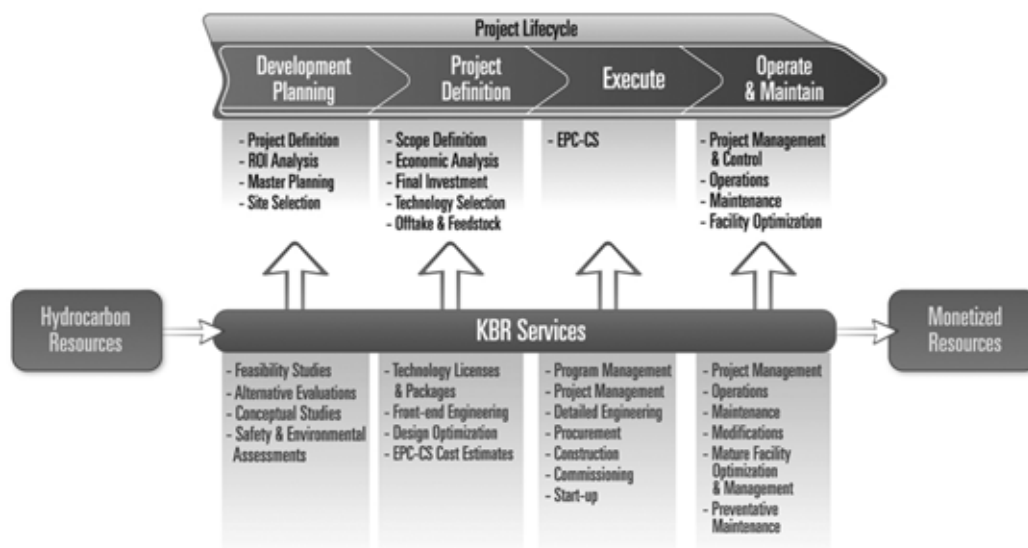 Project Lifecycle
Development
Planning
Project
Definition
Execute
Operate
& Maintain
- Project Definition
- ROI Analysis
- Master Planning
- Site Selection
- Scope Definition
- Economic Analysis
- Final Investment
- Technology Selection
- Offtake & Feedstock
- EPC-CS
- Project Management
& Control
- Operations
- Maintenance
- Facility Optimization
Hydrocarbon
Resources
KBR Services
Monetized
Resources
- Feasibility Studies
- Alternative Evaluations
- Conceptual Studies
- Safety & Environmental
Assessments
- Technology Licenses
& Packages
- Front-end Engineering
- Design Optimization
- EPC-CS Cost Estimates
- Program Management
- Project Management
- Detailed Engineering
- Procurement
- Construction
- Commissioning
- Start-up
- Project Management
- Operations
- Maintenance
- Modifications
- Mature Facility
Optimization
& Management
- Preventative
Maintenance